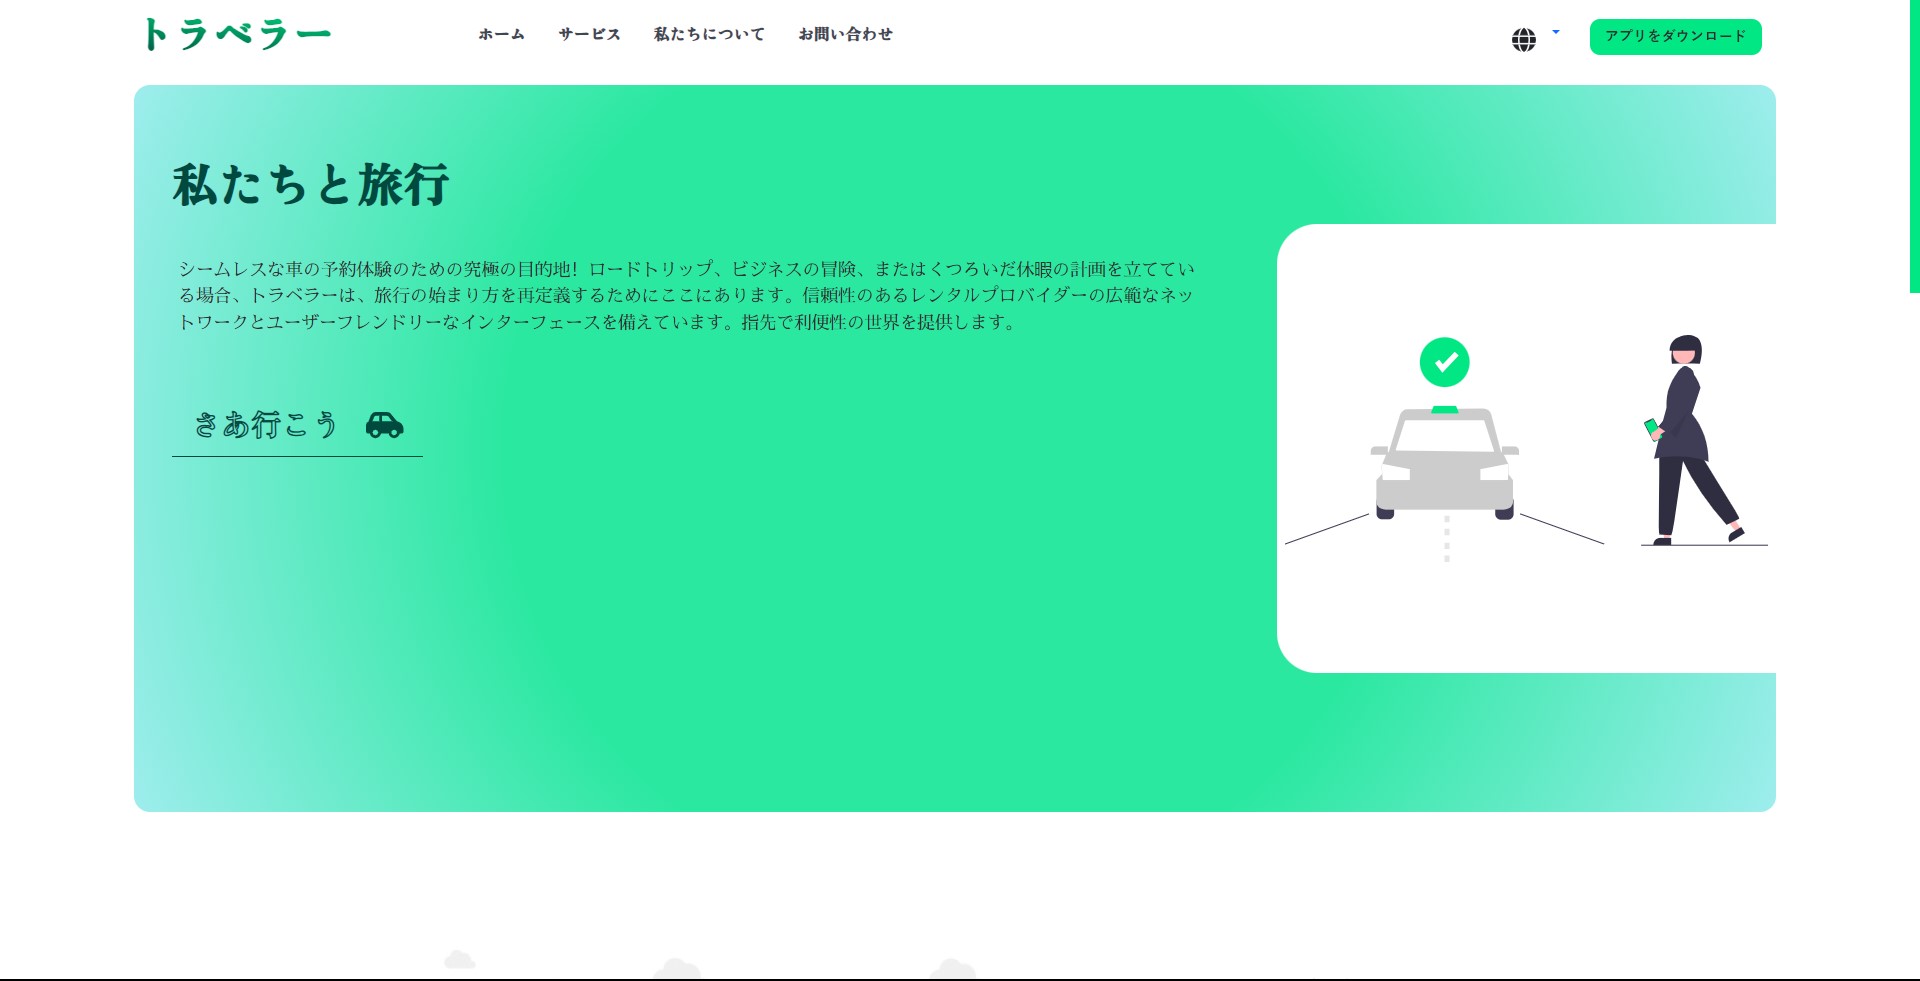 トラベラー
ホーム サービス 私たちについて お問い合わせ
アプリをダウンロード
私たちと旅行
シームレスな車の予約体験のための究極の目的地！ロードトリップ、ビジネスの冒険、またはくつろいだ休暇の計画を立ててい
る場合、トラベラーは、旅行の始まり方を再定義するためにここにあります。信頼性のあるレンタルプロバイダーの広範なネッ
トワークとユーザーフレンドリーなインターフェースを備えています。指先で利便性の世界を提供します。
さあ行こう